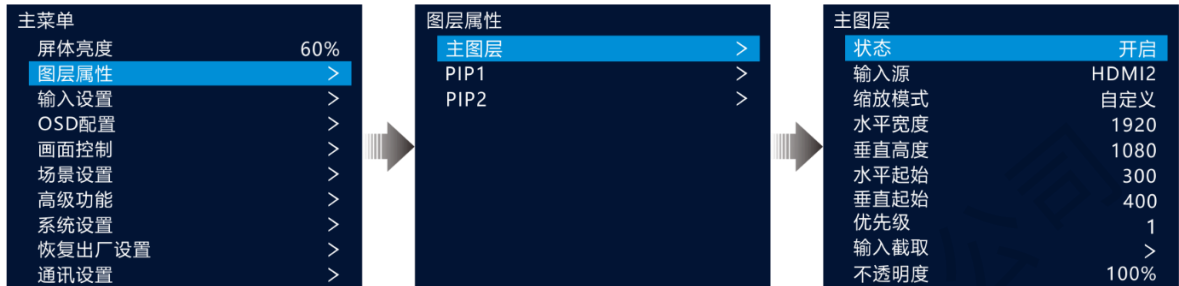 主菜单
屏体亮度 60%
图层属性 >
输入设置 >
OSD配置 >
画面控制 >
场景设置 >
高级功能 >
系统设置 >
恢复出厂设置 >
通讯设置 >
图层属性
主图层 >
PIP1 >
PIP2 >
主图层
状态 开启
输入源 HDMI2
缩放模式 自定义
水平宽度 1920
垂直高度 1080
水平起始 300
垂直起始 400
优先级 1
输入截取 >
不透明度 100%
公司